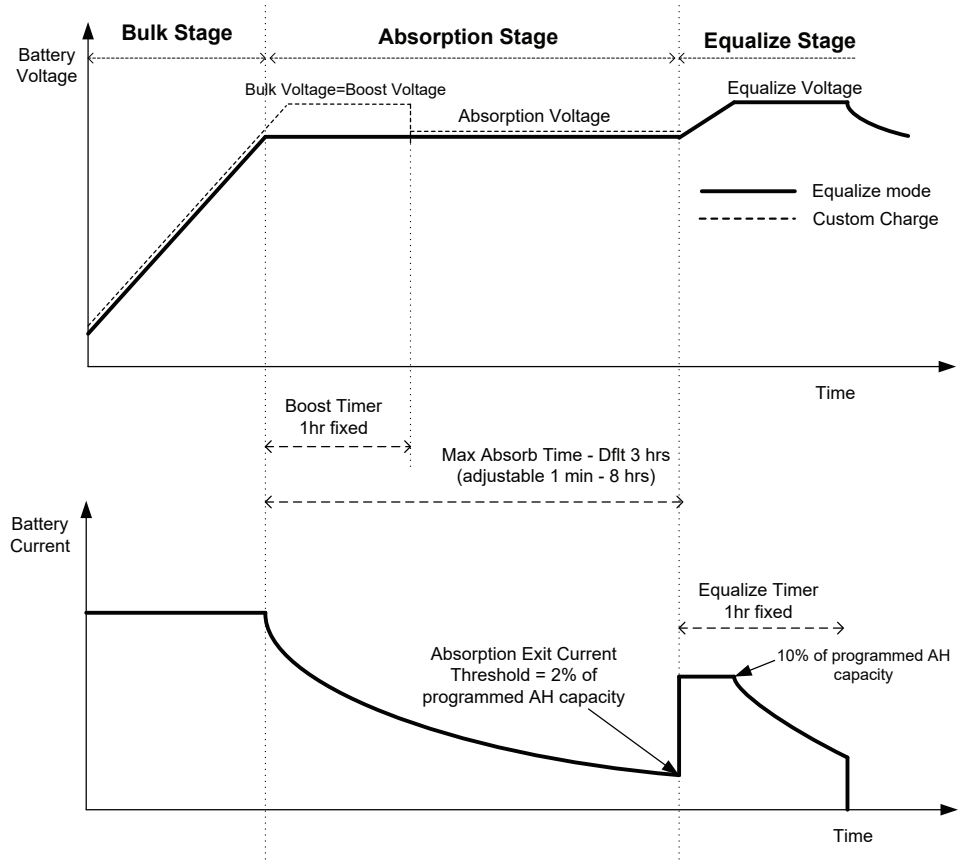 Bulk Stage
Absorption Stage
Equalize Stage
Battery
Voltage
Bulk Voltage=Boost Voltage
Absorption Voltage
Equalize Voltage
Equalize mode
Custom Charge
Time
Boost Timer
1hr fixed
Max Absorb Time - Dflt 3 hrs
(adjustable 1 min - 8 hrs)
Battery
Current
Equalize Timer
1hr fixed
Absorption Exit Current
Threshold = 2% of
programmed AH capacity
10% of programmed AH
capacity
Time